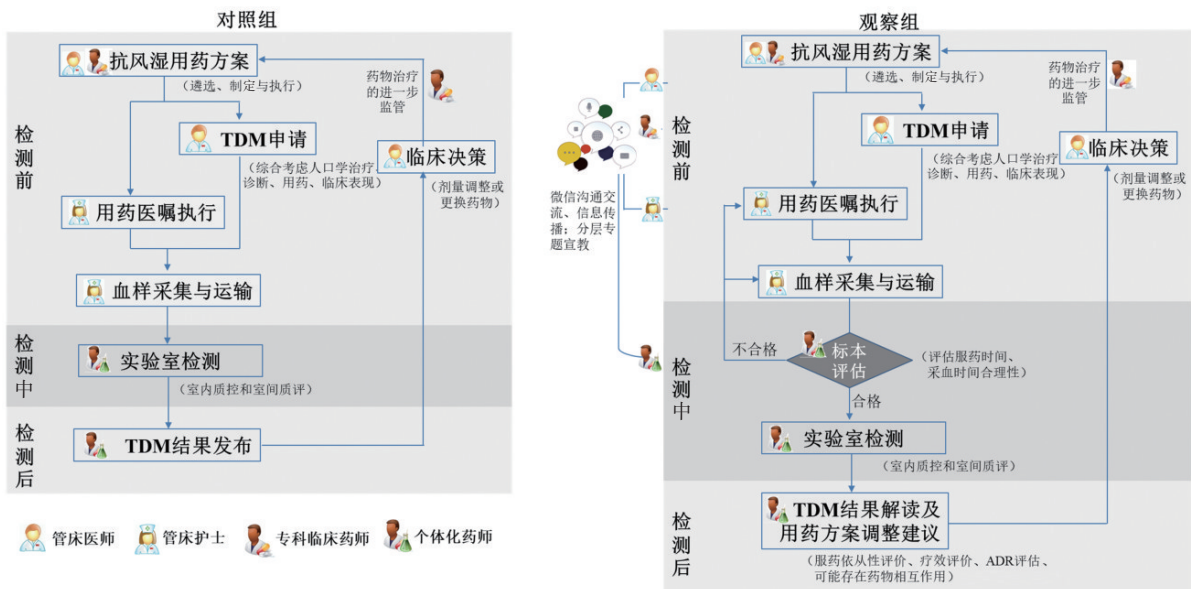 对照组
抗风湿用药方案
(遴选、制定与执行)
药物治疗
的进一步
监管
检测前
TDM申请
(综合考虑人口学治疗、
诊断、用药、临床表现)
临床决策
(剂量调整或
更换药物)
用药医嘱执行
血样采集与运输
检测中
实验室检测
(室内质控和室间质评)
检测后
TDM结果发布
管床医师
管床护士
专科临床药师
个体化药师
观察组
抗风湿用药方案
(遴选、制定与执行)
药物治疗
的进一步
监管
微信沟通交
流、信息传
播；分层专
题宣教
检测前
TDM申请
(综合考虑人口学治疗、
诊断、用药、临床表现)
临床决策
(剂量调整或
更换药物)
用药医嘱执行
血样采集与运输
检测中
不合格
标本
评估
(评估服药时间、
采血时间合理性)
合格
实验室检测
(室内质控和室间质评)
检测后
TDM结果解读及
用药方案调整建议
(服药依从性评价、疗效评价、ADR评估、
可能存在药物相互作用)